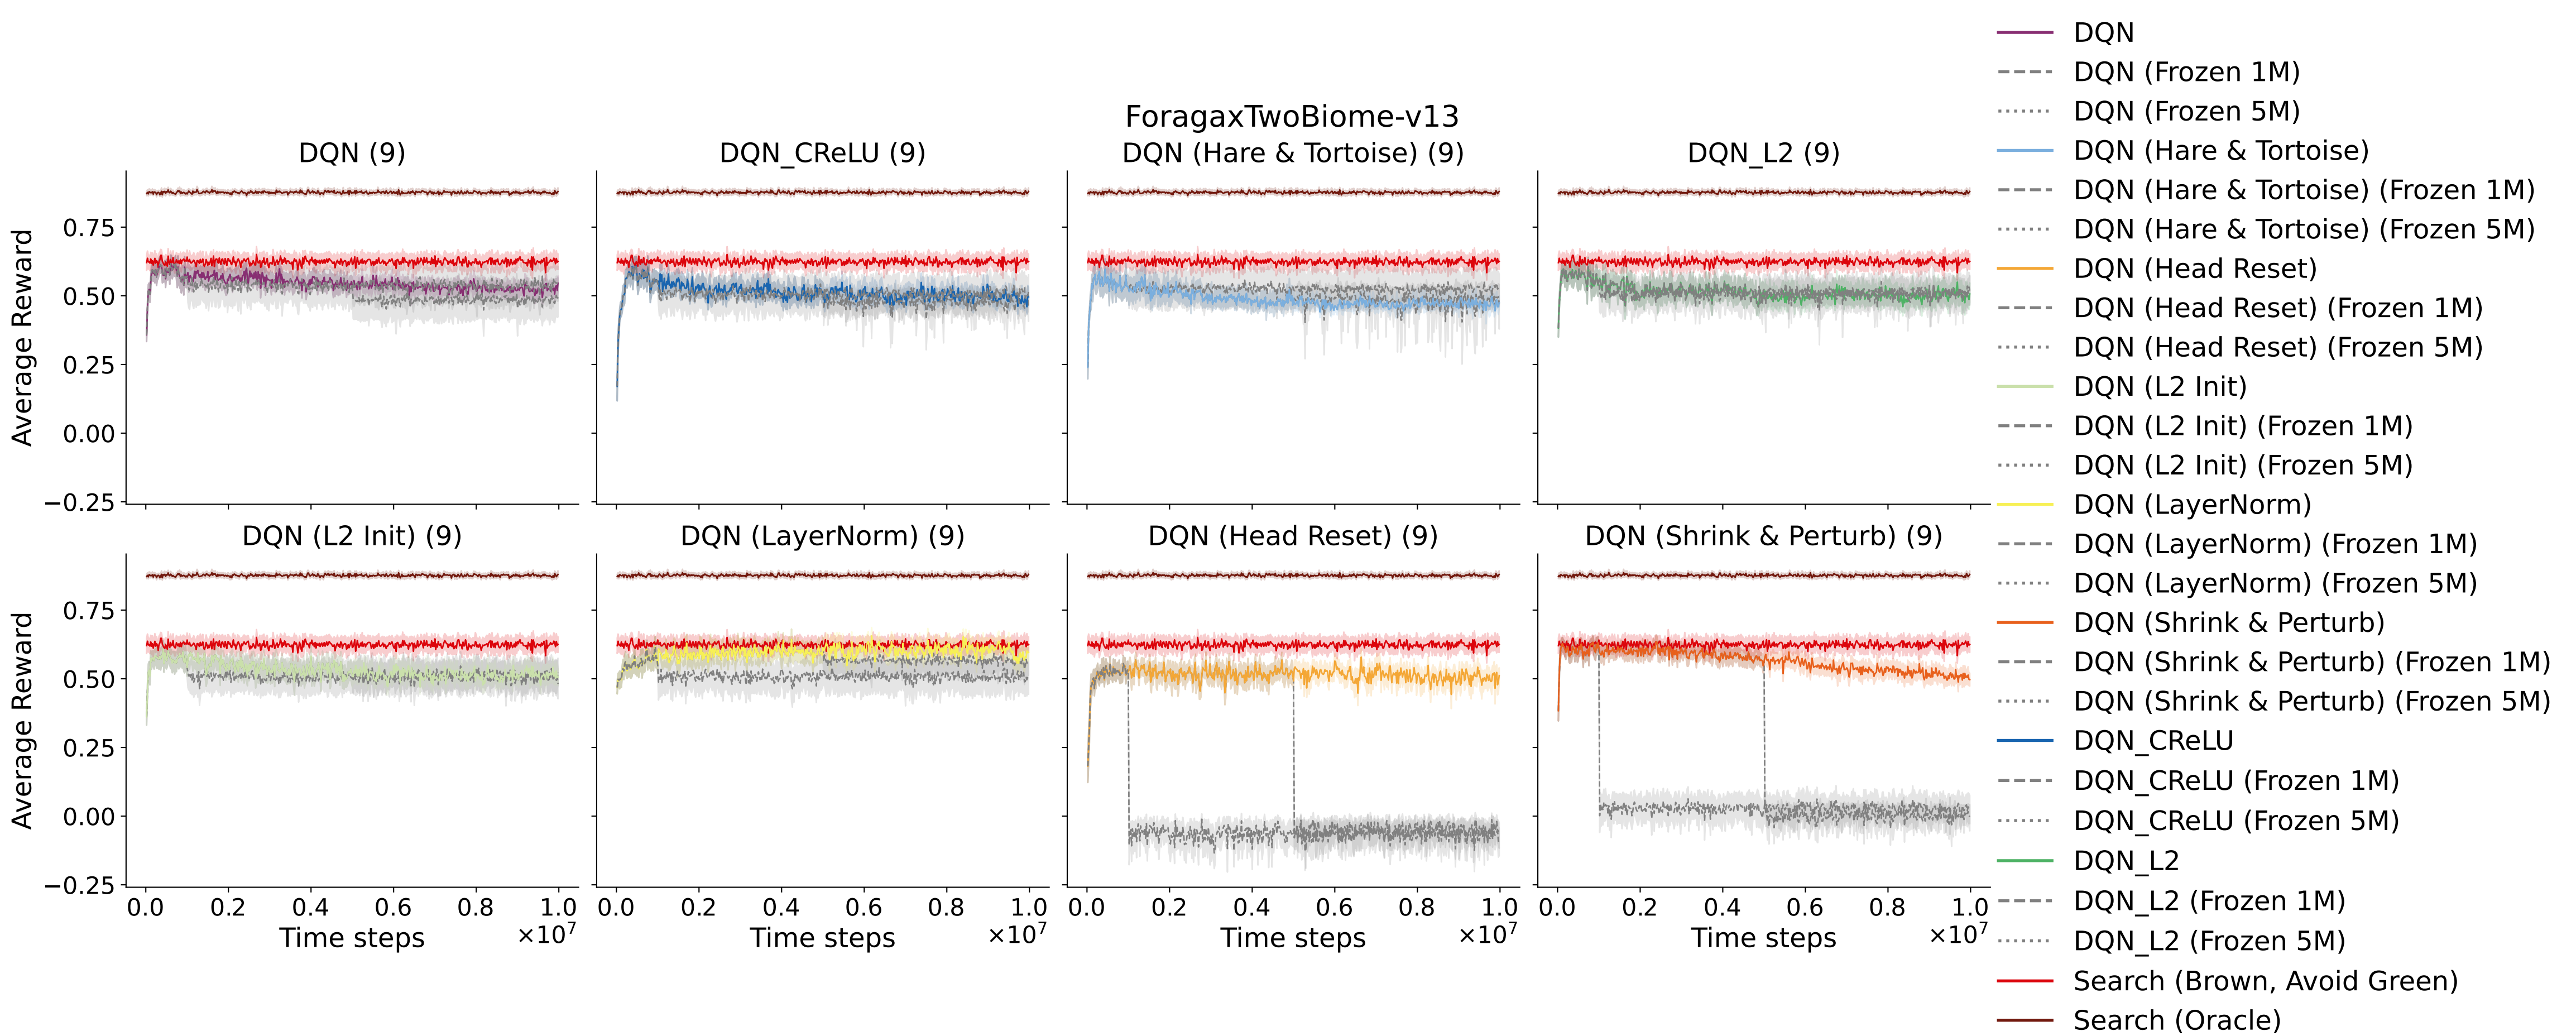 ForagaxTwoBiome-v13
DQN (9)
DQN_CReLU (9)
DQN (Hare & Tortoise) (9)
DQN_L2 (9)
Average Reward
0.75
0.50
0.25
0.00
−0.25
DQN (L2 Init) (9)
DQN (LayerNorm) (9)
DQN (Head Reset) (9)
DQN (Shrink & Perturb) (9)
Average Reward
0.75
0.50
0.25
0.00
−0.25
0.0 0.2 0.4 0.6 0.8 1.0
×10⁷
Time steps
0.0 0.2 0.4 0.6 0.8 1.0
×10⁷
Time steps
0.0 0.2 0.4 0.6 0.8 1.0
×10⁷
Time steps
0.0 0.2 0.4 0.6 0.8 1.0
×10⁷
Time steps
DQN
DQN (Frozen 1M)
DQN (Frozen 5M)
DQN (Hare & Tortoise)
DQN (Hare & Tortoise) (Frozen 1M)
DQN (Hare & Tortoise) (Frozen 5M)
DQN (Head Reset)
DQN (Head Reset) (Frozen 1M)
DQN (Head Reset) (Frozen 5M)
DQN (L2 Init)
DQN (L2 Init) (Frozen 1M)
DQN (L2 Init) (Frozen 5M)
DQN (LayerNorm)
DQN (LayerNorm) (Frozen 1M)
DQN (LayerNorm) (Frozen 5M)
DQN (Shrink & Perturb)
DQN (Shrink & Perturb) (Frozen 1M)
DQN (Shrink & Perturb) (Frozen 5M)
DQN_CReLU
DQN_CReLU (Frozen 1M)
DQN_CReLU (Frozen 5M)
DQN_L2
DQN_L2 (Frozen 1M)
DQN_L2 (Frozen 5M)
Search (Brown, Avoid Green)
Search (Oracle)